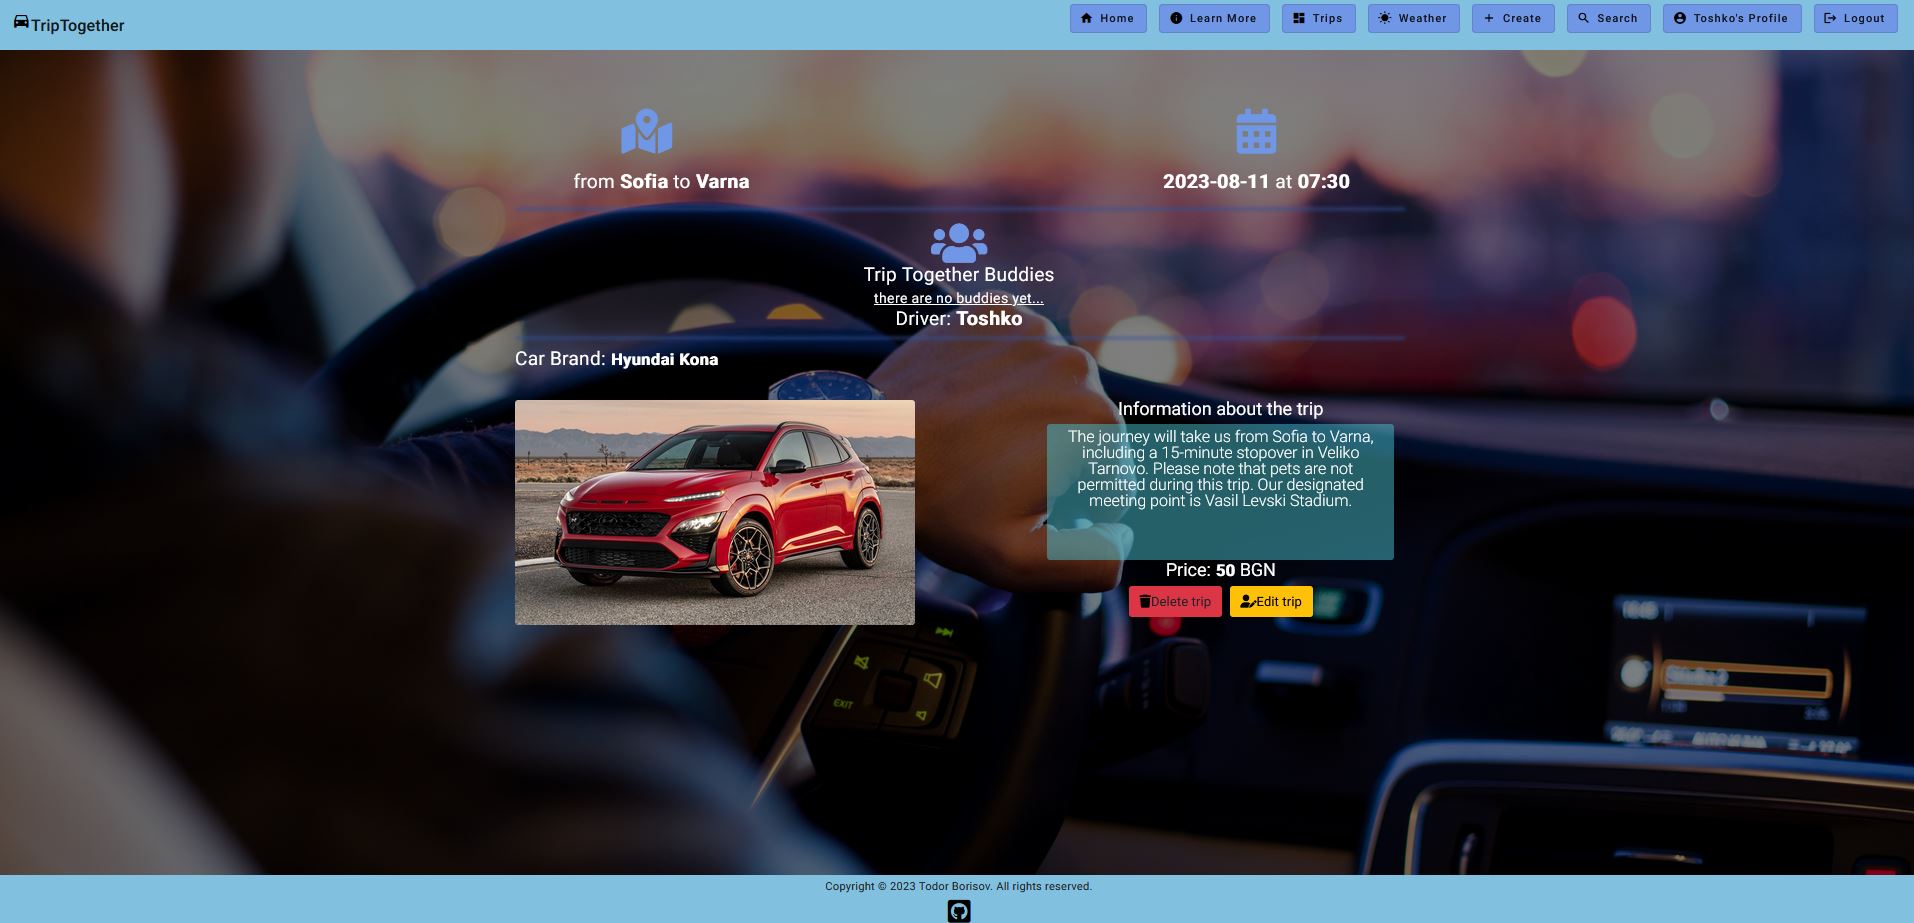 TripTogether
Home
Learn More
Trips
Weather
Create
Search
Toshko's Profile
Logout
from Sofia to Varna
2023-08-11 at 07:30
Trip Together Buddies
there are no buddies yet...
Driver: Toshko
Car Brand: Hyundai Kona
Information about the trip
The journey will take us from Sofia to Varna,
including a 15-minute stopover in Veliko
Tarnovo. Please note that pets are not
permitted during this trip. Our designated
meeting point is Vasil Levski Stadium.
Price: 50 BGN
Delete trip
Edit trip
EXIT
Copyright © 2023 Todor Borisov. All rights reserved.